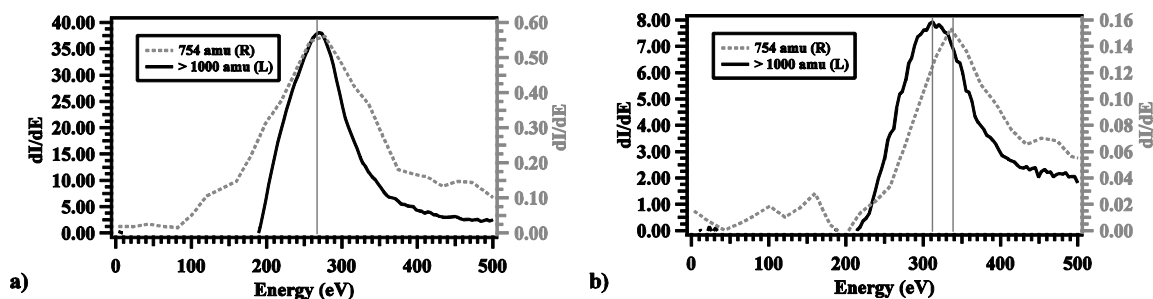 40.00
35.00
30.00
25.00
20.00
15.00
10.00
5.00
0.00
dI/dE
754 amu (R)
> 1000 amu (L)
0.60
0.50
0.40
0.30
0.20
0.10
0.00
dI/dE
0 100 200 300 400 500
Energy (eV)
a)
8.00
7.00
6.00
5.00
4.00
3.00
2.00
1.00
0.00
dI/dE
754 amu (R)
> 1000 amu (L)
0.16
0.14
0.12
0.10
0.08
0.06
0.04
0.02
0.00
dI/dE
0 100 200 300 400 500
Energy (eV)
b)